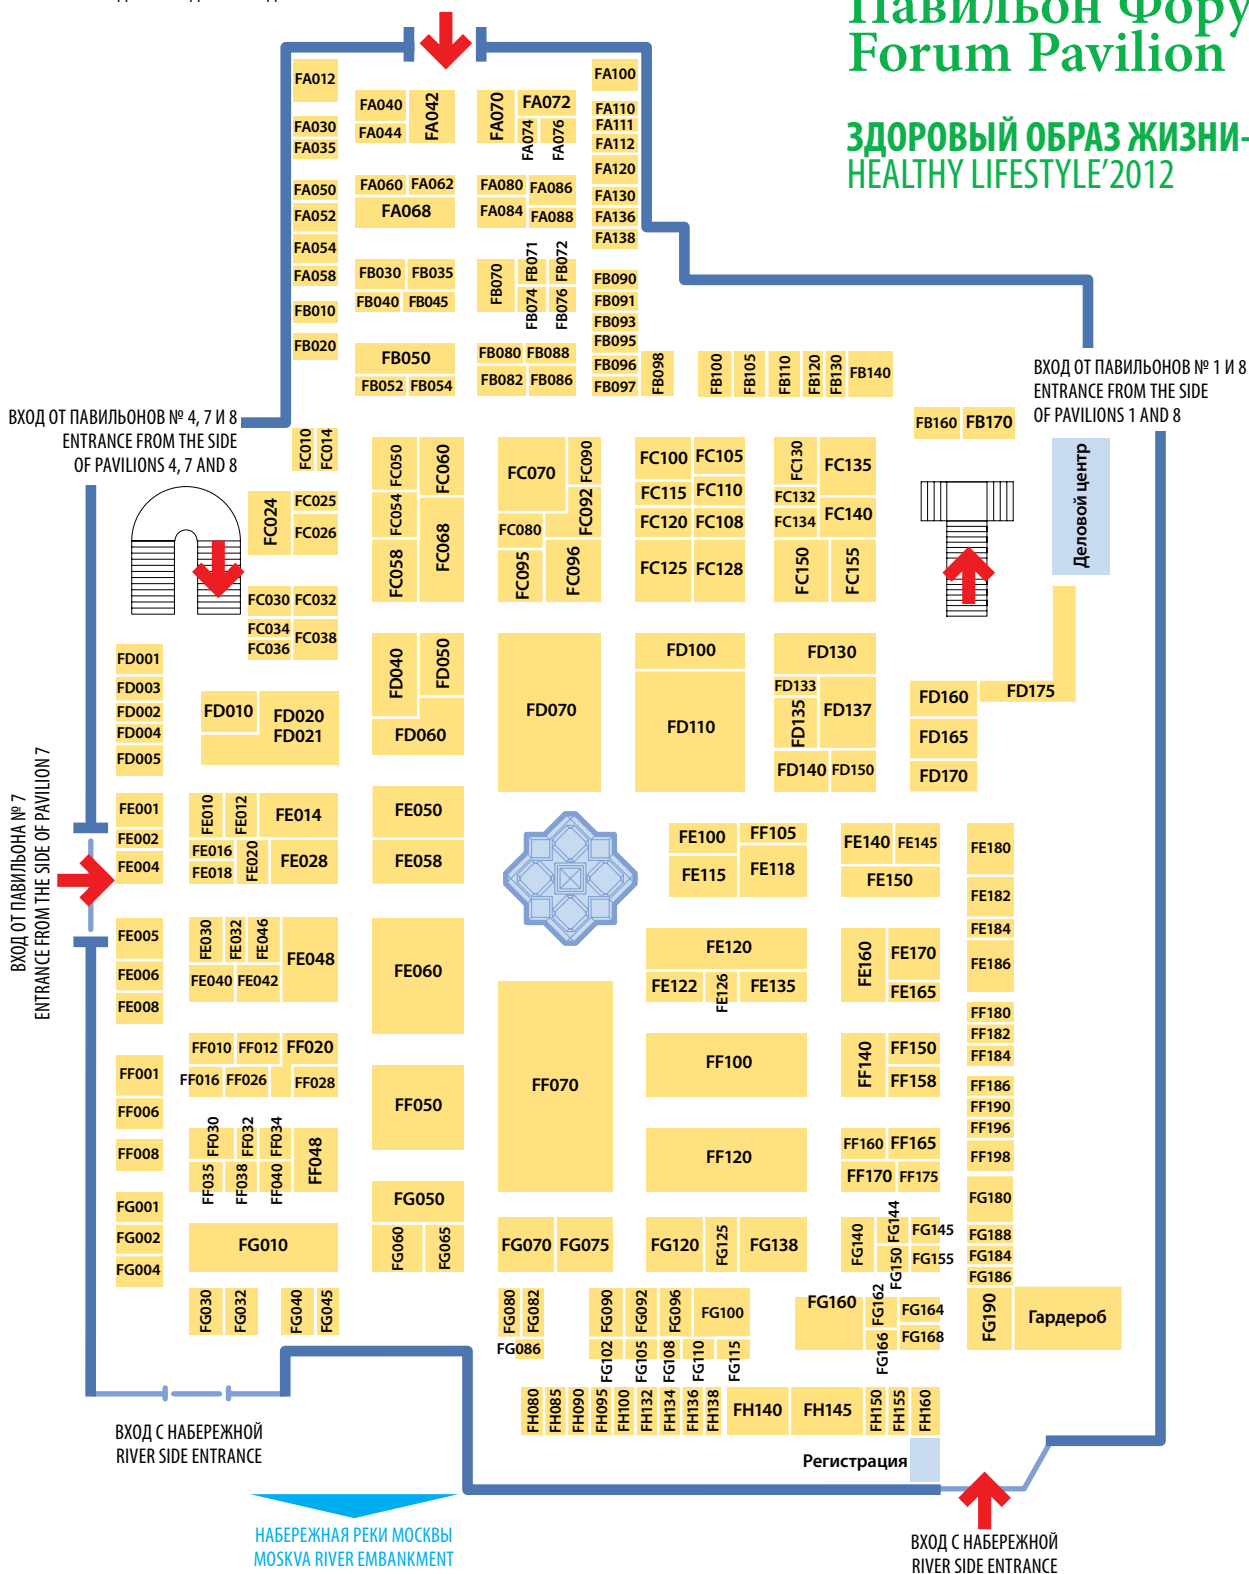 Forum Pavilion
ЗДОРОВЫЙ ОБРАЗ ЖИЗНИ-
HEALTHY LIFESTYLE'2012
FA012
FA030
FA035
FA050
FA052
FA054
FA058
FB010
FB020
FA040
FA042
FA044
FA060 FA062
FA068
FB030 FB035
FB040 FB045
FB050
FB052 FB054
FA070
FA072
FA074
FA076
FA080
FA086
FA084
FA088
FB070
FB071
FB072
FB074
FB076
FB080 FB088
FB082 FB086
FA100
FA110
FA111
FA112
FA120
FA130
FA136
FA138
FB090
FB091
FB093
FB095
FB096
FB097
FB098
FB100
FB105
FB110
FB120
FB130
FB140
ВХОД ОТ ПАВИЛЬОНОВ № 1 И 8
ENTRANCE FROM THE SIDE
OF PAVILIONS 1 AND 8
FB160 FB170
Деловой центр
ВХОД ОТ ПАВИЛЬОНОВ № 4, 7 И 8
ENTRANCE FROM THE SIDE
OF PAVILIONS 4, 7 AND 8
FC010
FC014
FC024
FC025
FC026
FC030 FC032
FC034
FC036
FC038
FC050
FC054
FC058
FC060
FC068
FC070
FC080
FC090
FC092
FC095
FC096
FC100 FC105
FC115 FC110
FC120 FC108
FC125 FC128
FC130
FC132
FC134
FC135
FC140
FC150
FC155
FD001
FD003
FD002
FD004
FD005
FD010
FD020
FD021
FD040
FD050
FD060
FD070
FD100
FD110
FD130
FD133
FD135
FD137
FD140 FD150
FD160
FD165
FD170
FD175
ВХОД ОТ ПАВИЛЬОНА № 7
ENTRANCE FROM THE SIDE OF PAVILION 7
FE001
FE002
FE004
FE005
FE006
FE008
FE010
FE012
FE014
FE016
FE018
FE020
FE028
FE030
FE032
FE046
FE048
FE040 FE042
FE050
FE058
FE060
FE100
FF105
FE115
FE118
FE120
FE122
FE126
FE135
FE140 FE145
FE150
FE160
FE170
FE165
FE180
FE182
FE184
FE186
FF001
FF006
FF008
FF010 FF012 FF020
FF016 FF026 FF028
FF030
FF032
FF034
FF035
FF038
FF040
FF048
FF050
FF070
FF100
FF120
FF140
FF150
FF158
FF160 FF165
FF170 FF175
FF180
FF182
FF184
FF186
FF190
FF196
FF198
FG001
FG002
FG004
FG010
FG030
FG032
FG040
FG045
FG050
FG060
FG065
FG070 FG075
FG080
FG082
FG086
FG090
FG092
FG096
FG100
FG102
FG105
FG108
FG110
FG115
FG120
FG125
FG138
FG140
FG144
FG145
FG150
FG155
FG160
FG162
FG164
FG166
FG168
FG180
FG188
FG184
FG186
FG190
Гардероб
FH080
FH085
FH090
FH095
FH100
FH132
FH134
FH136
FH138
FH140
FH145
FH150
FH155
FH160
Регистрация
ВХОД С НАБЕРЕЖНОЙ
RIVER SIDE ENTRANCE
НАБЕРЕЖНАЯ РЕКИ МОСКВЫ
MOSKVA RIVER EMBANKMENT
ВХОД С НАБЕРЕЖНОЙ
RIVER SIDE ENTRANCE